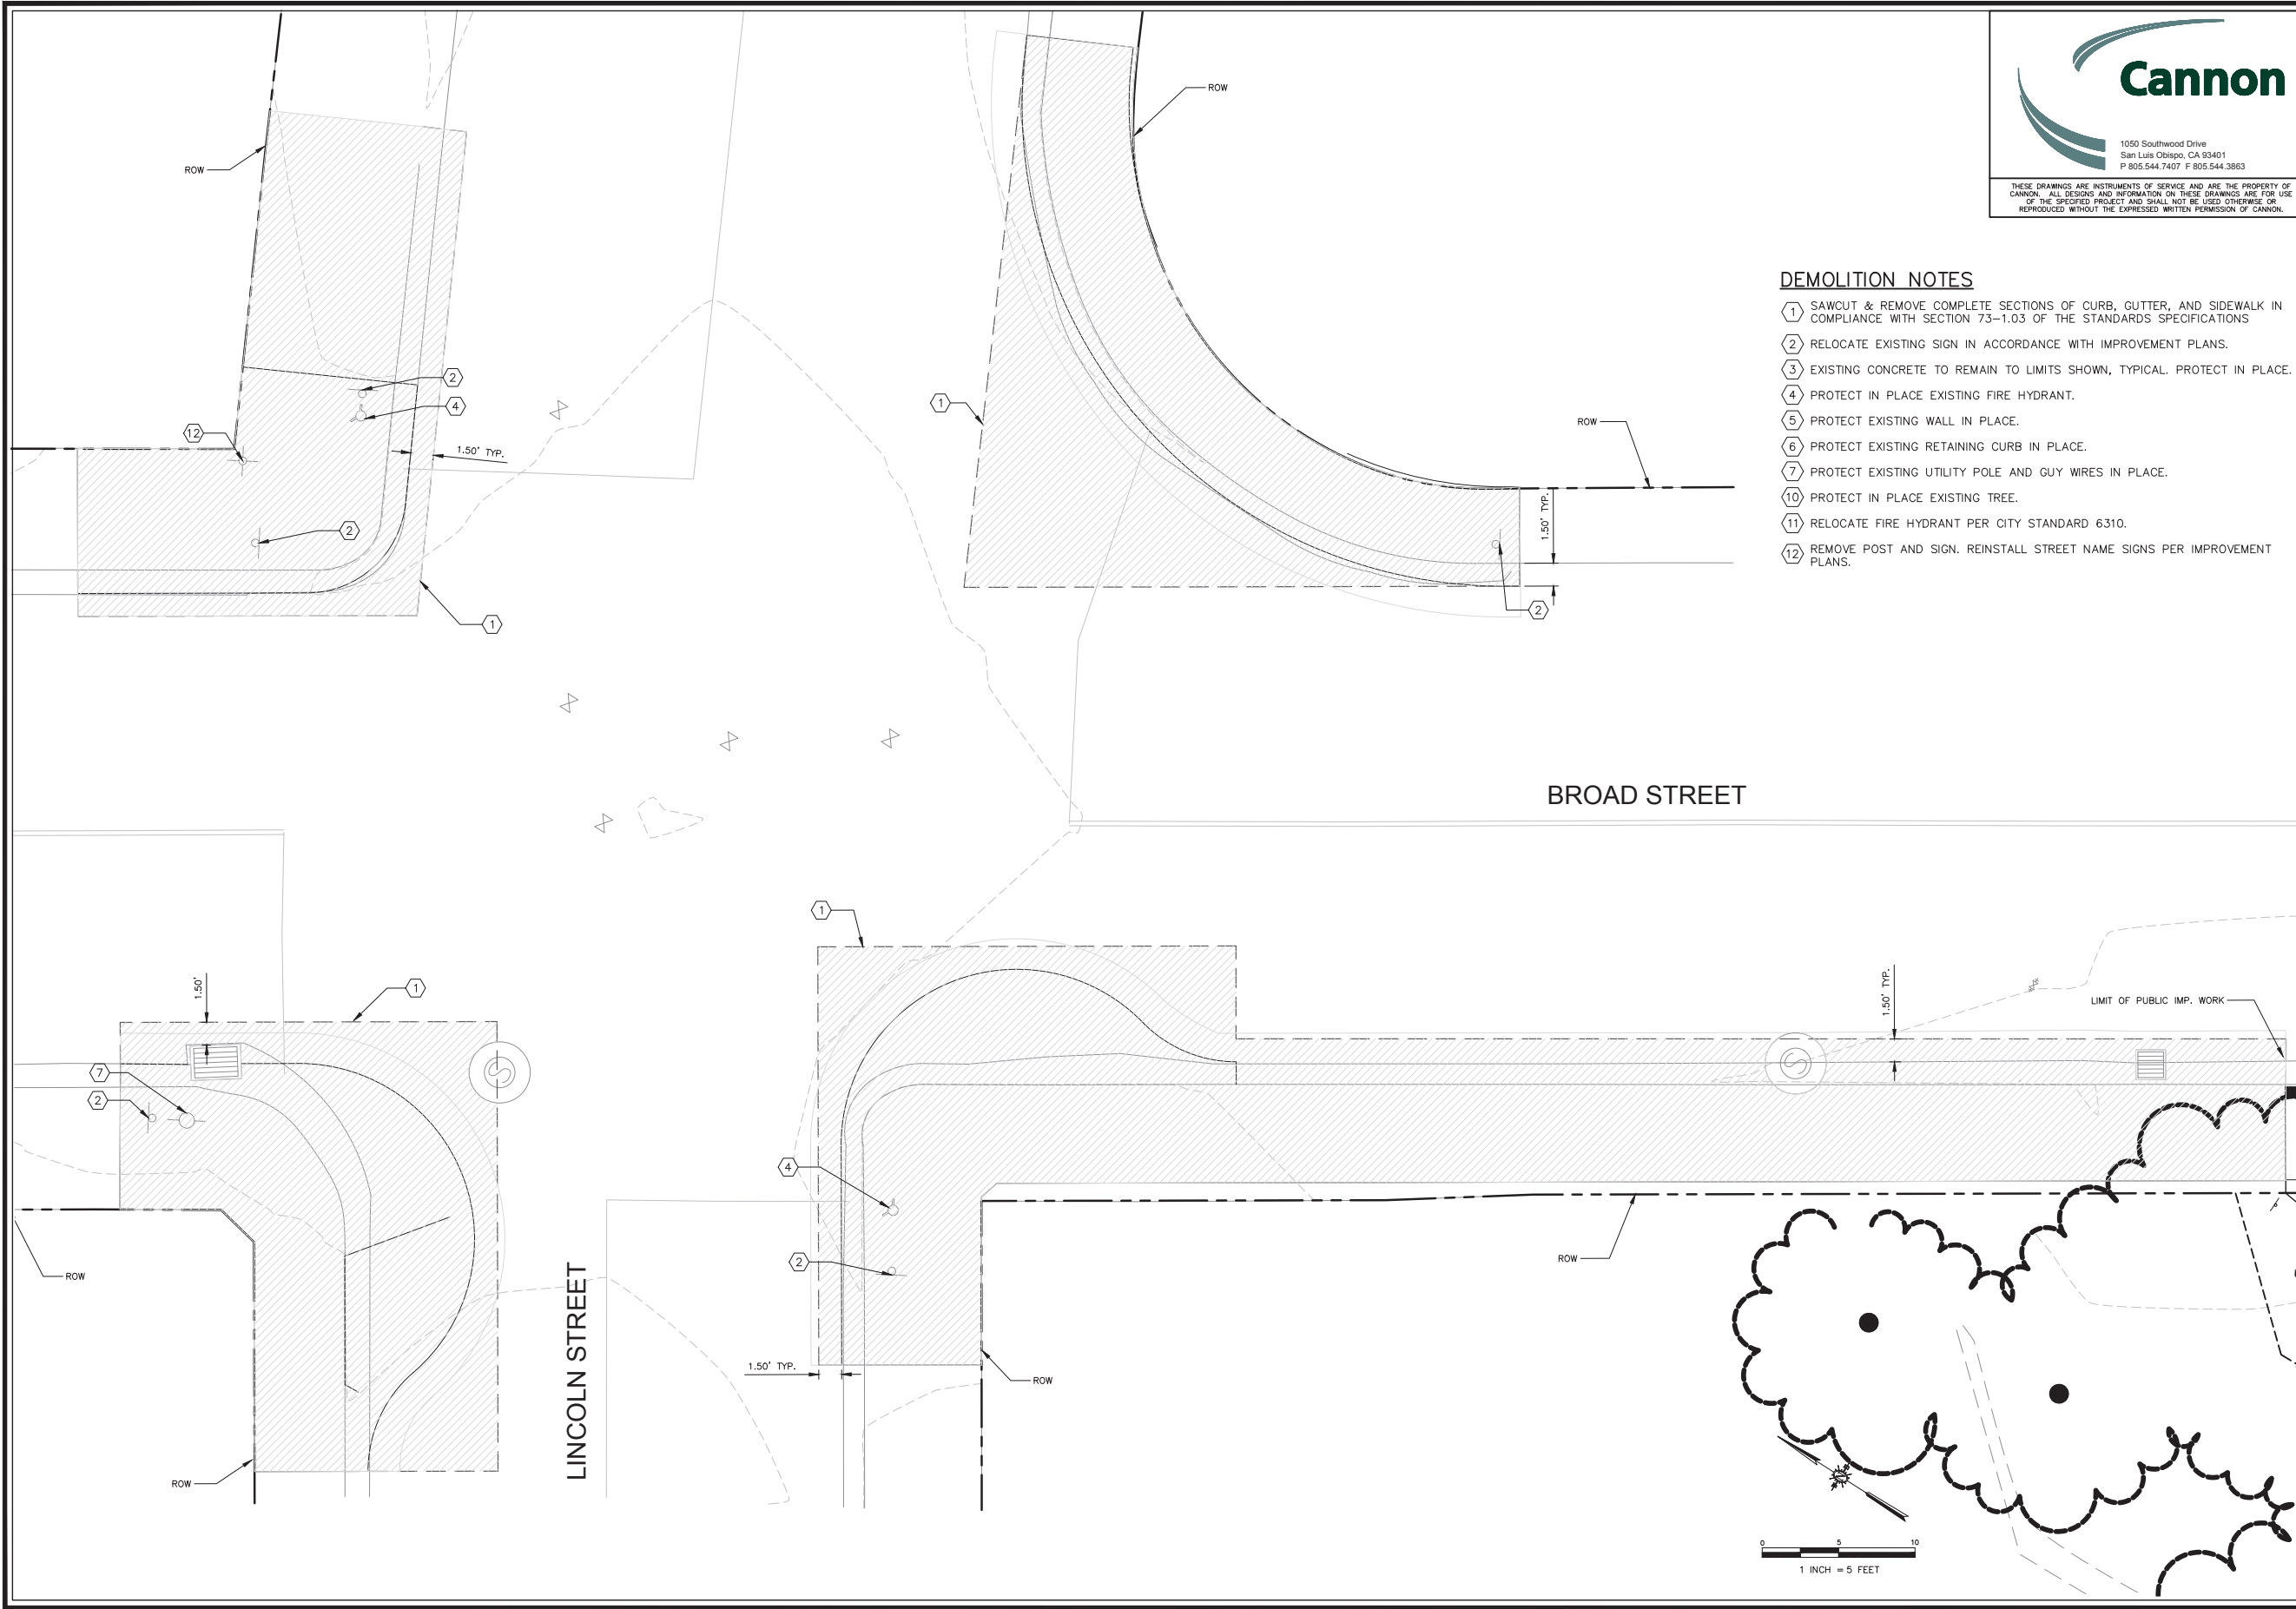 Cannon
1050 Southwood Drive
San Luis Obispo, CA 93401
P 805.544.7407 F 805.544.3863
THESE DRAWINGS ARE INSTRUMENTS OF SERVICE AND ARE THE PROPERTY OF
CANNON. ALL DESIGNS AND INFORMATION ON THESE DRAWINGS ARE FOR USE
OF THE SPECIFIED PROJECT AND SHALL NOT BE USED OTHERWISE OR
REPRODUCED WITHOUT THE EXPRESSED WRITTEN PERMISSION OF CANNON.
DEMOLITION NOTES
1 SAWCUT & REMOVE COMPLETE SECTIONS OF CURB, GUTTER, AND SIDEWALK IN
COMPLIANCE WITH SECTION 73-1.03 OF THE STANDARDS SPECIFICATIONS
2 RELOCATE EXISTING SIGN IN ACCORDANCE WITH IMPROVEMENT PLANS.
3 EXISTING CONCRETE TO REMAIN TO LIMITS SHOWN, TYPICAL. PROTECT IN PLACE.
4 PROTECT IN PLACE EXISTING FIRE HYDRANT.
5 PROTECT EXISTING WALL IN PLACE.
6 PROTECT EXISTING RETAINING CURB IN PLACE.
7 PROTECT EXISTING UTILITY POLE AND GUY WIRES IN PLACE.
10 PROTECT IN PLACE EXISTING TREE.
11 RELOCATE FIRE HYDRANT PER CITY STANDARD 6310.
12 REMOVE POST AND SIGN. REINSTALL STREET NAME SIGNS PER IMPROVEMENT
PLANS.
ROW
ROW
2
4
1
12
ROW
1.50' TYP.
2
1.50' TYP.
1
2
BROAD STREET
1
1.50'
1
1.50' TYP.
LIMIT OF PUBLIC IMP. WORK
7
2
4
2
ROW
ROW
LINCOLN STREET
1.50' TYP.
ROW
ROW
0 5 10
1 INCH = 5 FEET